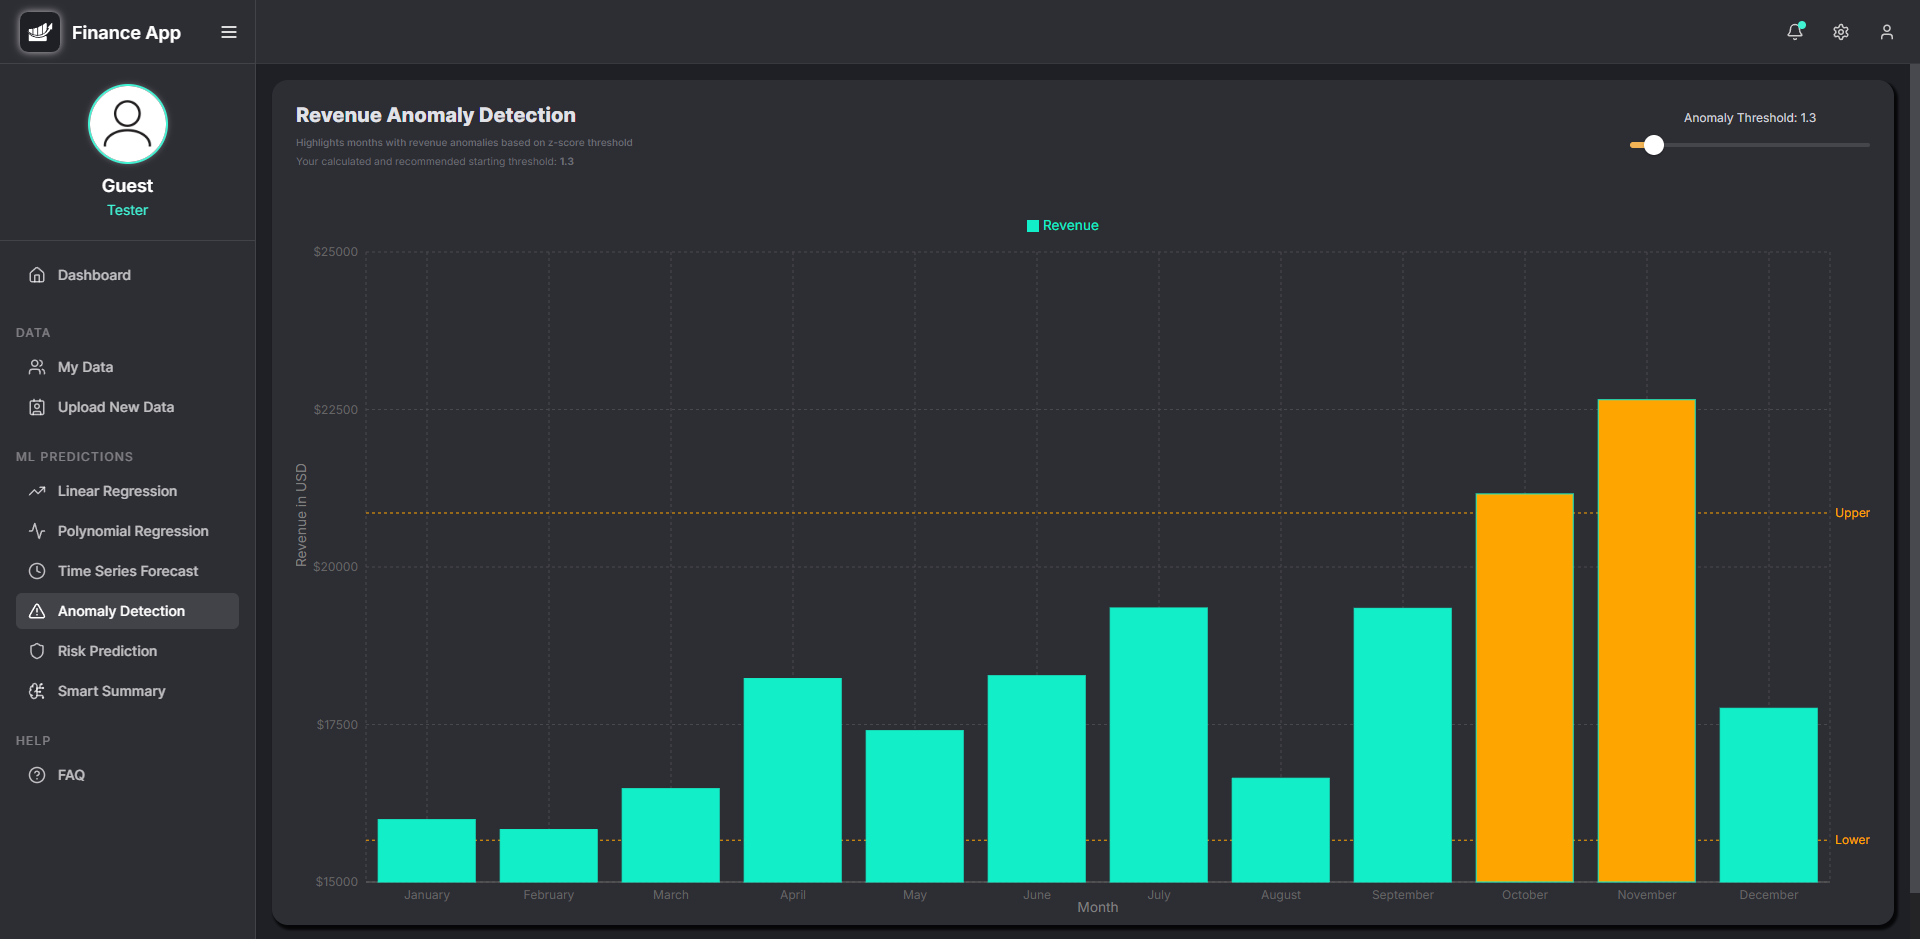 Finance App
Guest
Tester
Dashboard
DATA
My Data
Upload New Data
ML PREDICTIONS
Linear Regression
Polynomial Regression
Time Series Forecast
Anomaly Detection
Risk Prediction
Smart Summary
HELP
FAQ
Revenue Anomaly Detection
Highlights months with revenue anomalies based on z-score threshold
Your calculated and recommended starting threshold: 1.3
Anomaly Threshold: 1.3
Revenue
$25000
$22500
$20000
$17500
$15000
Revenue in USD
Upper
Lower
January February March April May June July August September October November December
Month